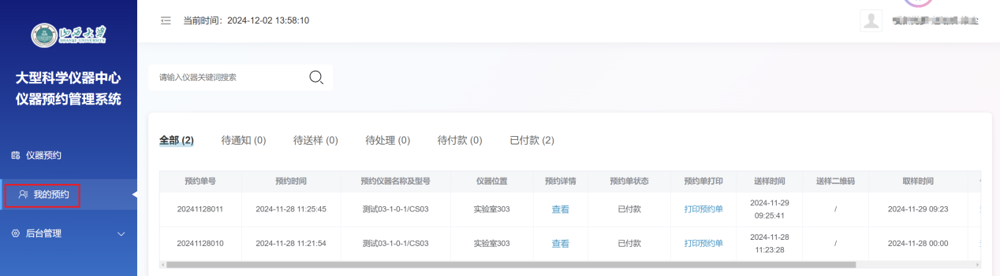 当前时间：2024-12-02 13:58:10
山西大学
SHANXI UNIVERSITY
大型科学仪器中心
仪器预约管理系统
仪器预约
我的预约
后台管理
请输入仪器关键词搜索
全部 (2) 待通知 (0) 待送样 (0) 待处理 (0) 待付款 (0) 已付款 (2)
预约单号 预约时间 预约仪器名称及型号 仪器位置 预约详情 预约单状态 预约单打印 送样时间 送样二维码 取样时间
20241128011 2024-11-28 11:25:45 测试03-1-0-1/CS03 实验室303 查看 已付款 打印预约单 2024-11-29 09:25:41 / 2024-11-29 09:23
20241128010 2024-11-28 11:21:54 测试03-1-0-1/CS03 实验室303 查看 已付款 打印预约单 2024-11-28 11:23:28 / 2024-11-28 00:00